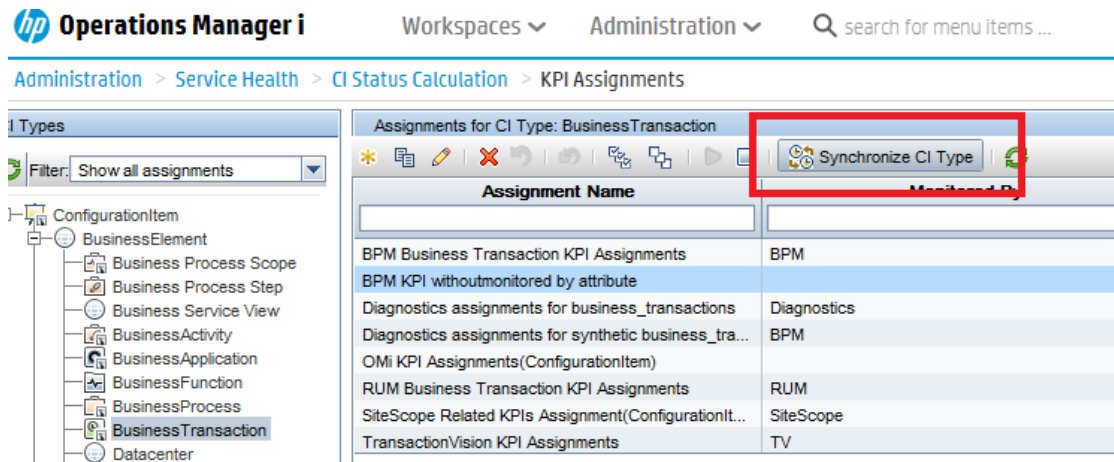 hp Operations Manager i Workspaces Administration search for menu items ...
Administration > Service Health > CI Status Calculation > KPI Assignments
CI Types
Filter: Show all assignments
ConfigurationItem
BusinessElement
Business Process Scope
Business Process Step
Business Service View
BusinessActivity
BusinessApplication
BusinessFunction
BusinessProcess
BusinessTransaction
Datacenter
Assignments for CI Type: BusinessTransaction
Synchronize CI Type
Assignment Name Monitored By
BPM Business Transaction KPI Assignments BPM
BPM KPI withoutmonitored by attribute
Diagnostics assignments for business_transactions Diagnostics
Diagnostics assignments for synthetic business_tra... BPM
OMi KPI Assignments(ConfigurationItem)
RUM Business Transaction KPI Assignments RUM
SiteScope Related KPIs Assignment(ConfigurationIt... SiteScope
TransactionVision KPI Assignments TV